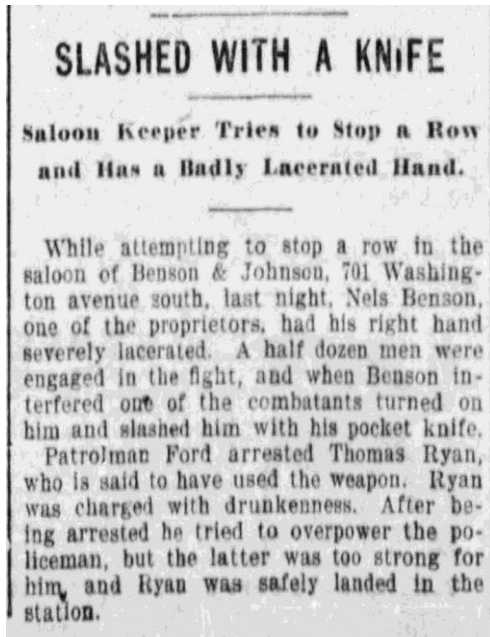 SLASHED WITH A KNIFE
Saloon Keeper Tries to Stop a Row
and Has a Badly Lacerated Hand.
While attempting to stop a row in the
saloon of Benson & Johnson, 701 Washing-
ton avenue south, last night, Nels Benson,
one of the proprietors, had his right hand
severely lacerated. A half dozen men were
engaged in the fight, and when Benson in-
terfered one of the combatants turned on
him and slashed him with his pocket knife.
Patrolman Ford arrested Thomas Ryan,
who is said to have used the weapon. Ryan
was charged with drunkenness. After be-
ing arrested he tried to overpower the po-
liceman, but the latter was too strong for
him, and Ryan was safely landed in the
station.